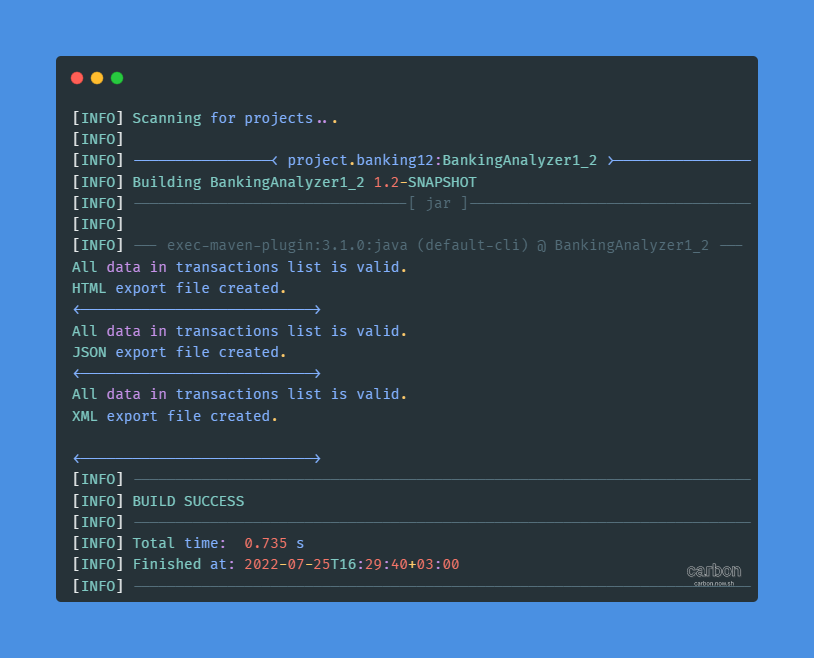 [INFO] Scanning for projects...
[INFO]
[INFO] ----------------< project.banking12:BankingAnalyzer1_2 >----------------
[INFO] Building BankingAnalyzer1_2 1.2-SNAPSHOT
[INFO] --------------------------------[ jar ]---------------------------------
[INFO]
[INFO] --- exec-maven-plugin:3.1.0:java (default-cli) @ BankingAnalyzer1_2 ---
All data in transactions list is valid.
HTML export file created.
<--------------------------->
All data in transactions list is valid.
JSON export file created.
<--------------------------->
All data in transactions list is valid.
XML export file created.
<--------------------------->
[INFO] ------------------------------------------------------------------------
[INFO] BUILD SUCCESS
[INFO] ------------------------------------------------------------------------
[INFO] Total time:  0.735 s
[INFO] Finished at: 2022-07-25T16:29:40+03:00
[INFO] ------------------------------------------------------------------------
carbon
carbon.now.sh